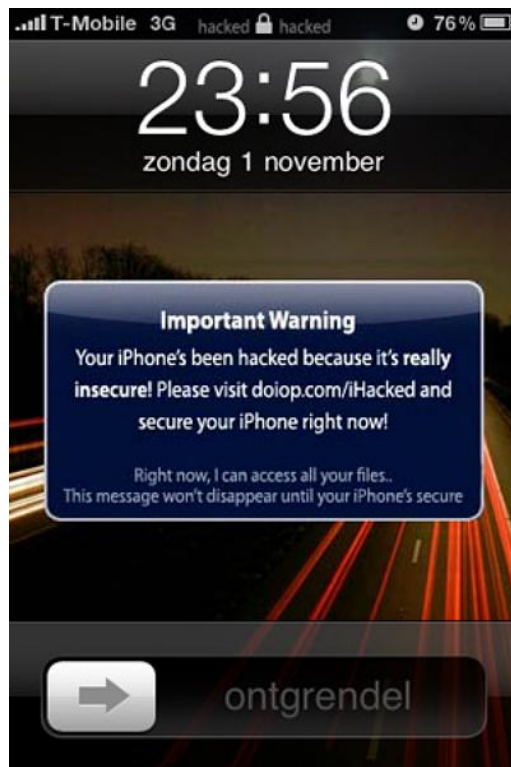 T-Mobile 3G hacked hacked 76%
23:56
zondag 1 november
Important Warning
Your iPhone's been hacked because it's really
insecure! Please visit doiop.com/iHacked and
secure your iPhone right now!
Right now, I can access all your files..
This message won't disappear until your iPhone's secure
ontgrendel